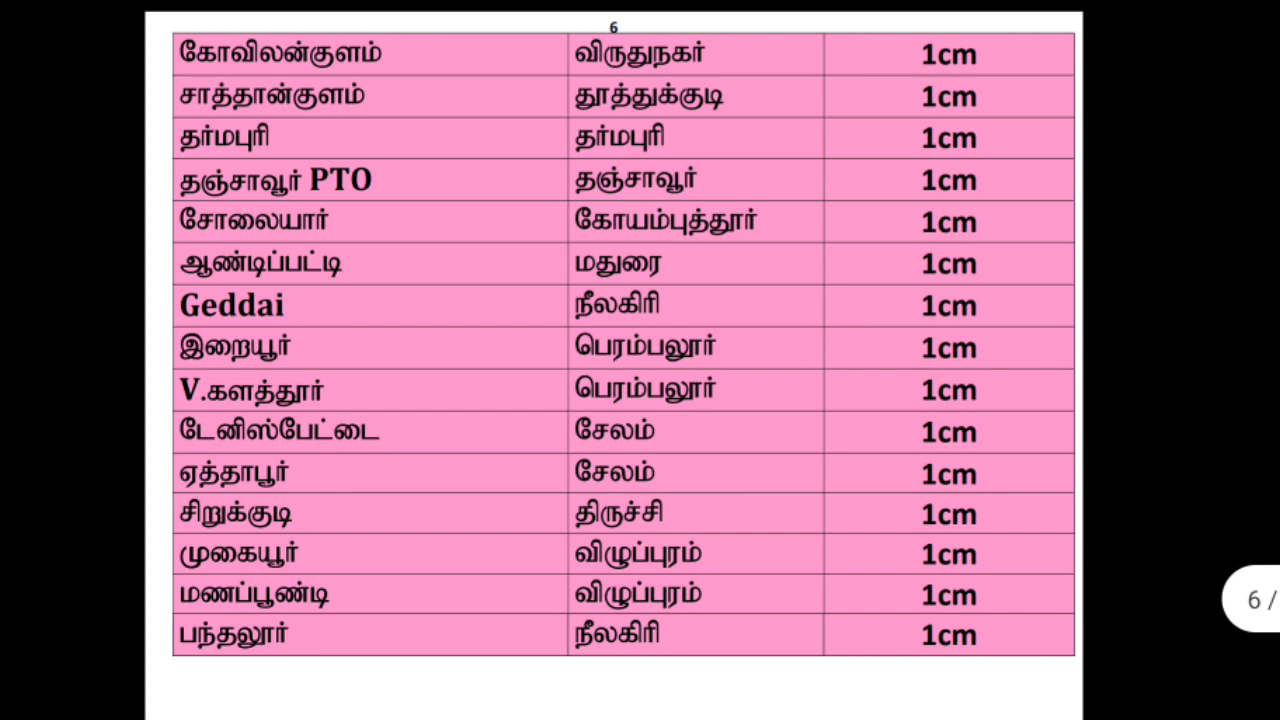 6
கோவிலன்குளம் விருதுநகர் 1cm
சாத்தான்குளம் தூத்துக்குடி 1cm
தர்மபுரி தர்மபுரி 1cm
தஞ்சாவூர் PTO தஞ்சாவூர் 1cm
சோலையார் கோயம்புத்தூர் 1cm
ஆண்டிப்பட்டி மதுரை 1cm
Geddai நீலகிரி 1cm
இறையூர் பெரம்பலூர் 1cm
V.களத்தூர் பெரம்பலூர் 1cm
டேனிஸ்பேட்டை சேலம் 1cm
ஏத்தாபூர் சேலம் 1cm
சிறுக்குடி திருச்சி 1cm
முகையூர் விழுப்புரம் 1cm
மணப்பூண்டி விழுப்புரம் 1cm
பந்தலூர் நீலகிரி 1cm
6 /